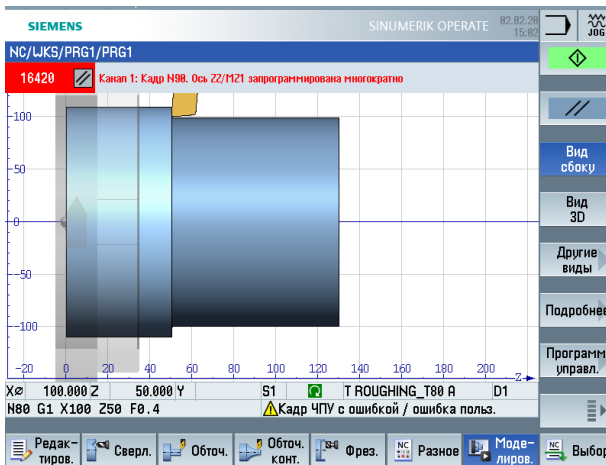 SIEMENS
SINUMERIK OPERATE 02.02.20
15:02
JOG
NC/WKS/PRG1/PRG1
16420 Канал 1: Кадр N90. Ось Z2/MZ1 запрограммирована многократно
-100
-50
0
-50
-100
-20 0 20 40 60 80 100 120 140 160 180 200 Z
XØ 100.000 Z 50.000 Y S1 T ROUGHING_T80 A D1
N80 G1 X100 Z50 F0.4 Кадр ЧПУ с ошибкой / ошибка польз.
Вид
сбоку
Вид
3D
Другие
виды
Подробнее
Программ
управл.
Редак-
тиров.
Сверл.
Обточ.
Обточ.
конт.
Фрез.
NC
Разное
Моде-
лиров.
NC
Выбор